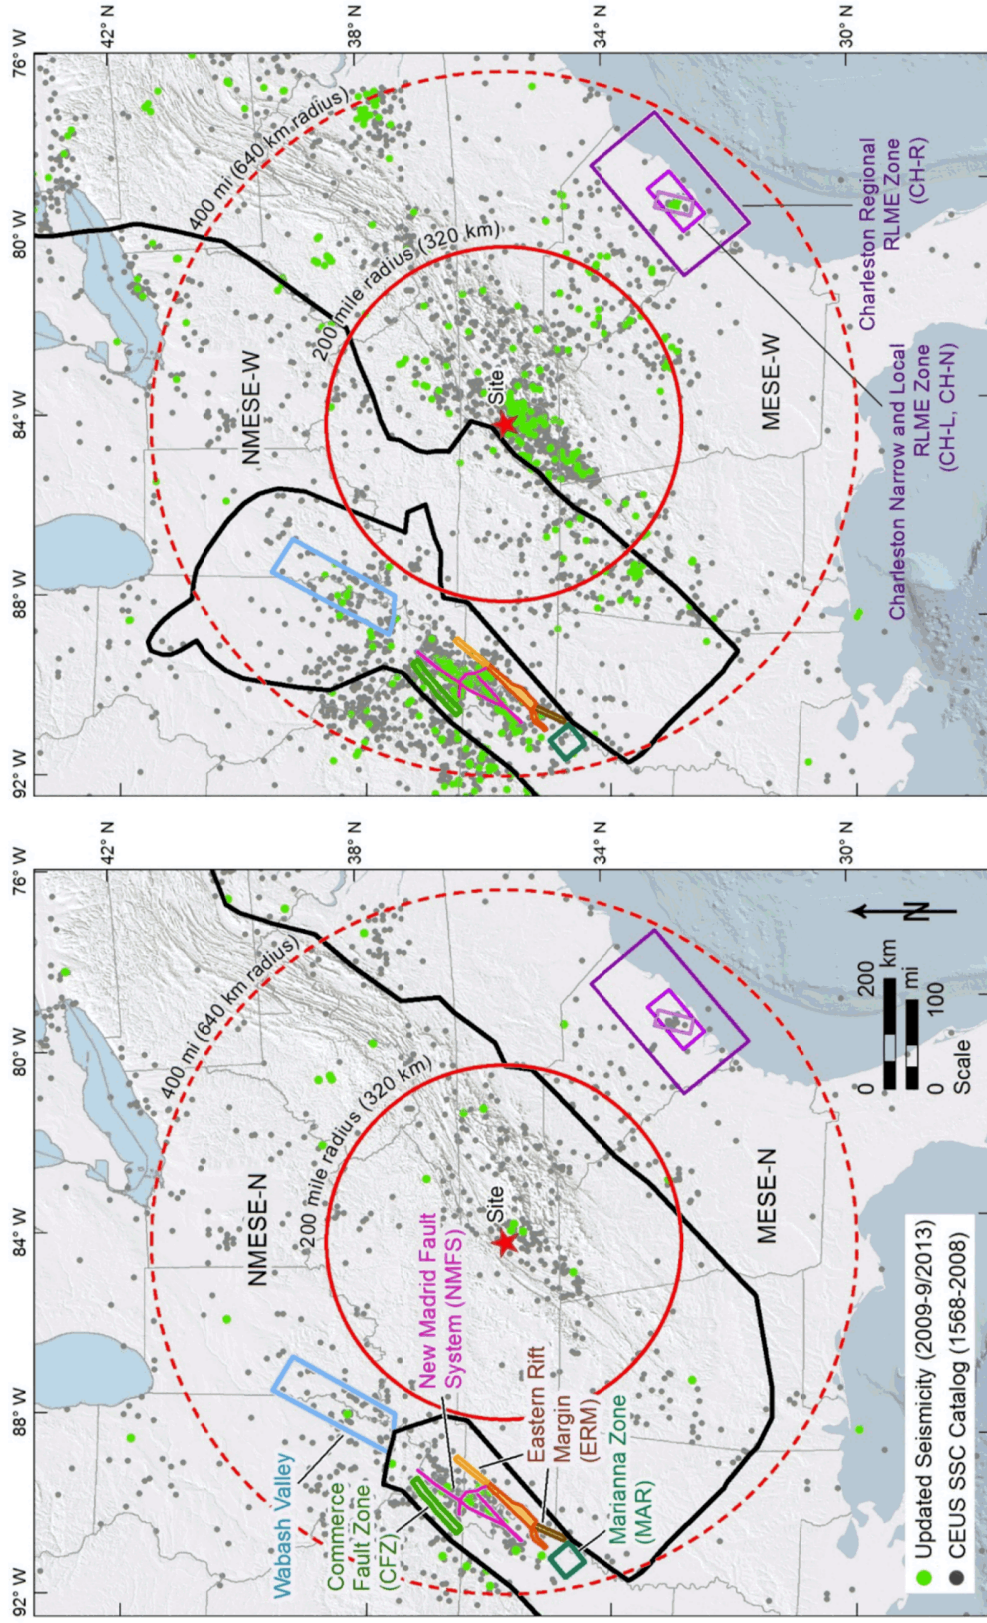 92° W
88° W
84° W
80° W
76° W
42° N
38° N
34° N
30° N
400 mi (640 km radius)
200 mile radius (320 km)
NMESE-N
MESE-N
Site
Wabash Valley
Commerce
Fault Zone
(CFZ)
New Madrid Fault
System (NMFS)
Eastern Rift
Margin
(ERM)
Marianna Zone
(MAR)
Updated Seismicity (2009-9/2013)
CEUS SSC Catalog (1568-2008)
0 200
km
mi
0 100
Scale
N
92° W
88° W
84° W
80° W
76° W
42° N
38° N
34° N
30° N
400 mi (640 km radius)
200 mile radius (320 km)
NMESE-W
MESE-W
Site
Charleston Narrow and Local
RLME Zone
(CH-L, CH-N)
Charleston Regional
RLME Zone
(CH-R)